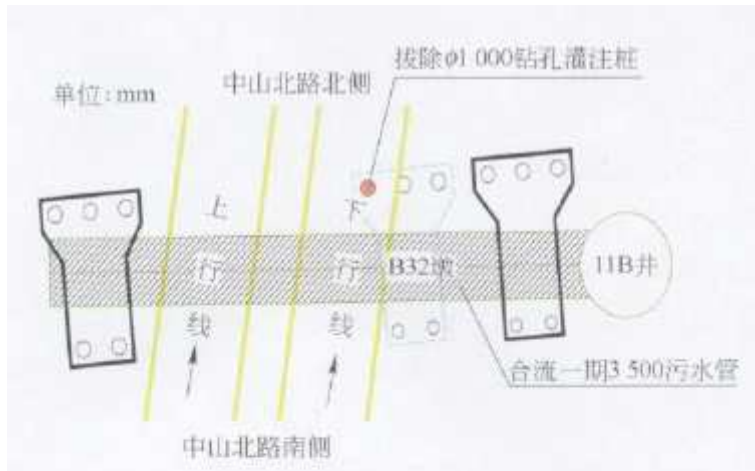 拔除ø1 000钻孔灌注桩
中山北路北侧
单位:mm
上行线
下行线
B32墩
11B井
合流一期3 500污水管
中山北路南侧